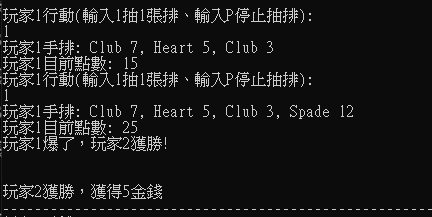 玩家1行動(輸入1抽1張排、輸入P停止抽排):
1
玩家1手排: Club 7, Heart 5, Club 3
玩家1目前點數: 15
玩家1行動(輸入1抽1張排、輸入P停止抽排):
1
玩家1手排: Club 7, Heart 5, Club 3, Spade 12
玩家1目前點數: 25
玩家1爆了，玩家2獲勝!
玩家2獲勝，獲得5金錢
--------------------------------------------------------